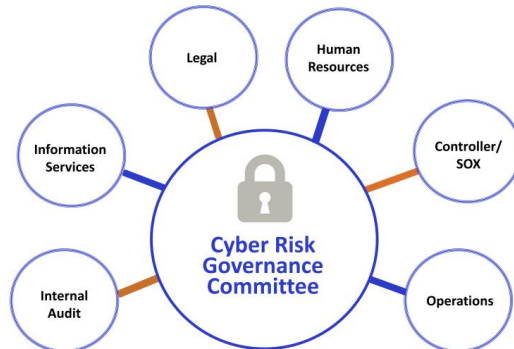 Legal
Human
Resources
Information
Services
Controller/
SOX
Cyber Risk
Governance
Committee
Internal
Audit
Operations